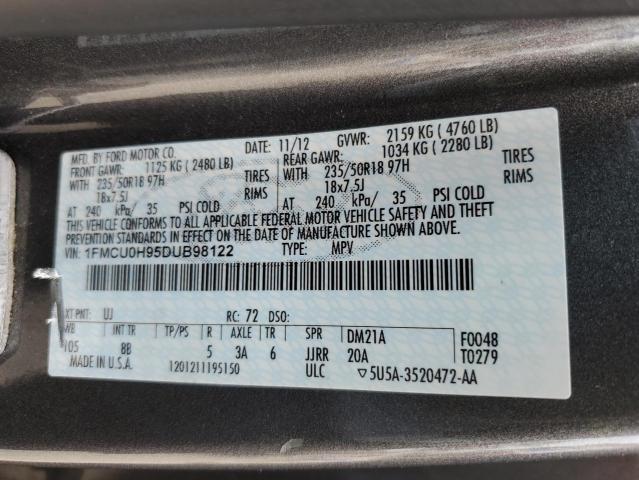 MFD. BY FORD MOTOR CO. DATE: 11/12 GVWR: 2159 KG ( 4760 LB)
FRONT GAWR: 1125 KG ( 2480 LB) REAR GAWR: 1034 KG ( 2280 LB)
WITH 235/50R18 97H TIRES WITH 235/50R18 97H TIRES
18x7.5J RIMS 18x7.5J RIMS
AT 240 kPa/ 35 PSI COLD AT 240 kPa/ 35 PSI COLD
THIS VEHICLE CONFORMS TO ALL APPLICABLE FEDERAL MOTOR VEHICLE SAFETY AND THEFT
PREVENTION STANDARDS IN EFFECT ON THE DATE OF MANUFACTURE SHOWN ABOVE.
VIN: 1FMCU0H95DUB98122 TYPE: MPV
EXT PNT: UJ RC: 72 DSO:
WB INT TR TP/PS R AXLE TR SPR DM21A F0048
105 8B 5 3A 6 JJRR 20A T0279
MADE IN U.S.A. 1201211195150 ULC ▽5U5A-3520472-AA